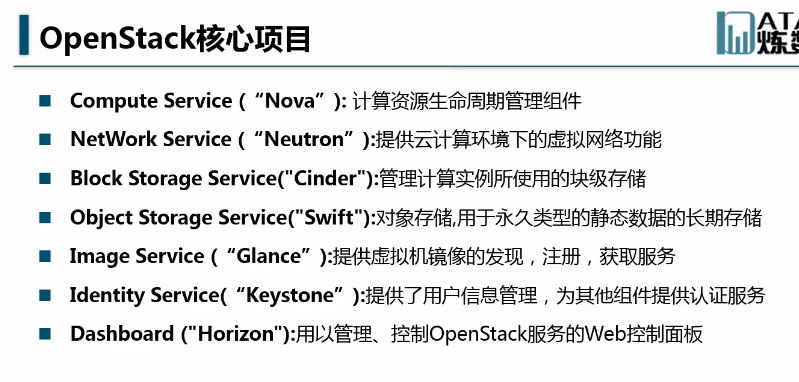 OpenStack核心项目
Compute Service (“Nova”): 计算资源生命周期管理组件
NetWork Service (“Neutron”):提供云计算环境下的虚拟网络功能
Block Storage Service("Cinder"):管理计算实例所使用的块级存储
Object Storage Service("Swift"):对象存储,用于永久类型的静态数据的长期存储
Image Service (“Glance”):提供虚拟机镜像的发现，注册，获取服务
Identity Service(“Keystone”):提供了用户信息管理，为其他组件提供认证服务
Dashboard ("Horizon"):用以管理、控制OpenStack服务的Web控制面板